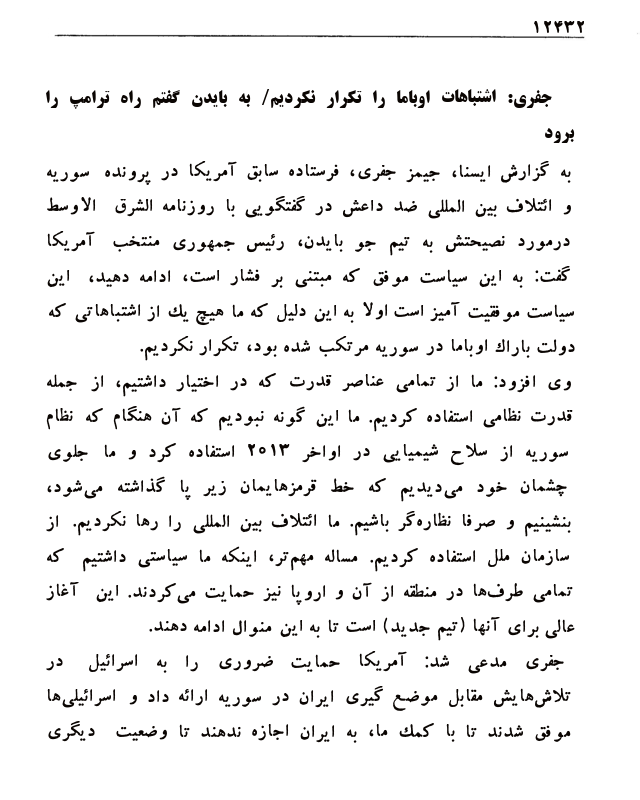 ۱۲۴۳۲
جفری: اشتباهات اوباما را تکرار نکردیم/ به بایدن گفتم راه ترامپ را
برود
به گزارش ایسنا، جیمز جفری، فرستاده سابق آمریکا در پرونده سوریه
و ائتلاف بین المللی ضد داعش در گفتگویی با روزنامه الشرق الاوسط
درمورد نصیحتش به تیم جو بایدن، رئیس جمهوری منتخب آمریکا
گفت: به این سیاست موفق که مبتنی بر فشار است، ادامه دهید، این
سیاست موفقیت آمیز است اولا به این دلیل که ما هیچ یك از اشتباهاتی که
دولت باراك اوباما در سوریه مرتکب شده بود، تکرار نکردیم.
وی افزود: ما از تمامی عناصر قدرت که در اختیار داشتیم، از جمله
قدرت نظامی استفاده کردیم. ما این گونه نبودیم که آن هنگام که نظام
سوریه از سلاح شیمیایی در اواخر ۲۰۱۳ استفاده کرد و ما جلوی
چشمان خود می‌دیدیم که خط قرمزهایمان زیر پا گذاشته می‌شود،
بنشینیم و صرفا نظاره‌گر باشیم. ما ائتلاف بین المللی را رها نکردیم. از
سازمان ملل استفاده کردیم. مساله مهم‌تر، اینکه ما سیاستی داشتیم که
تمامی طرف‌ها در منطقه از آن و اروپا نیز حمایت می‌کردند. این آغاز
عالی برای آنها (تیم جدید) است تا به این منوال ادامه دهند.
جفری مدعی شد: آمریکا حمایت ضروری را به اسرائیل در
تلاش‌هایش مقابل موضع گیری ایران در سوریه ارائه داد و اسرائیلی‌ها
موفق شدند تا با کمك ما، به ایران اجازه ندهند تا وضعیت دیگری